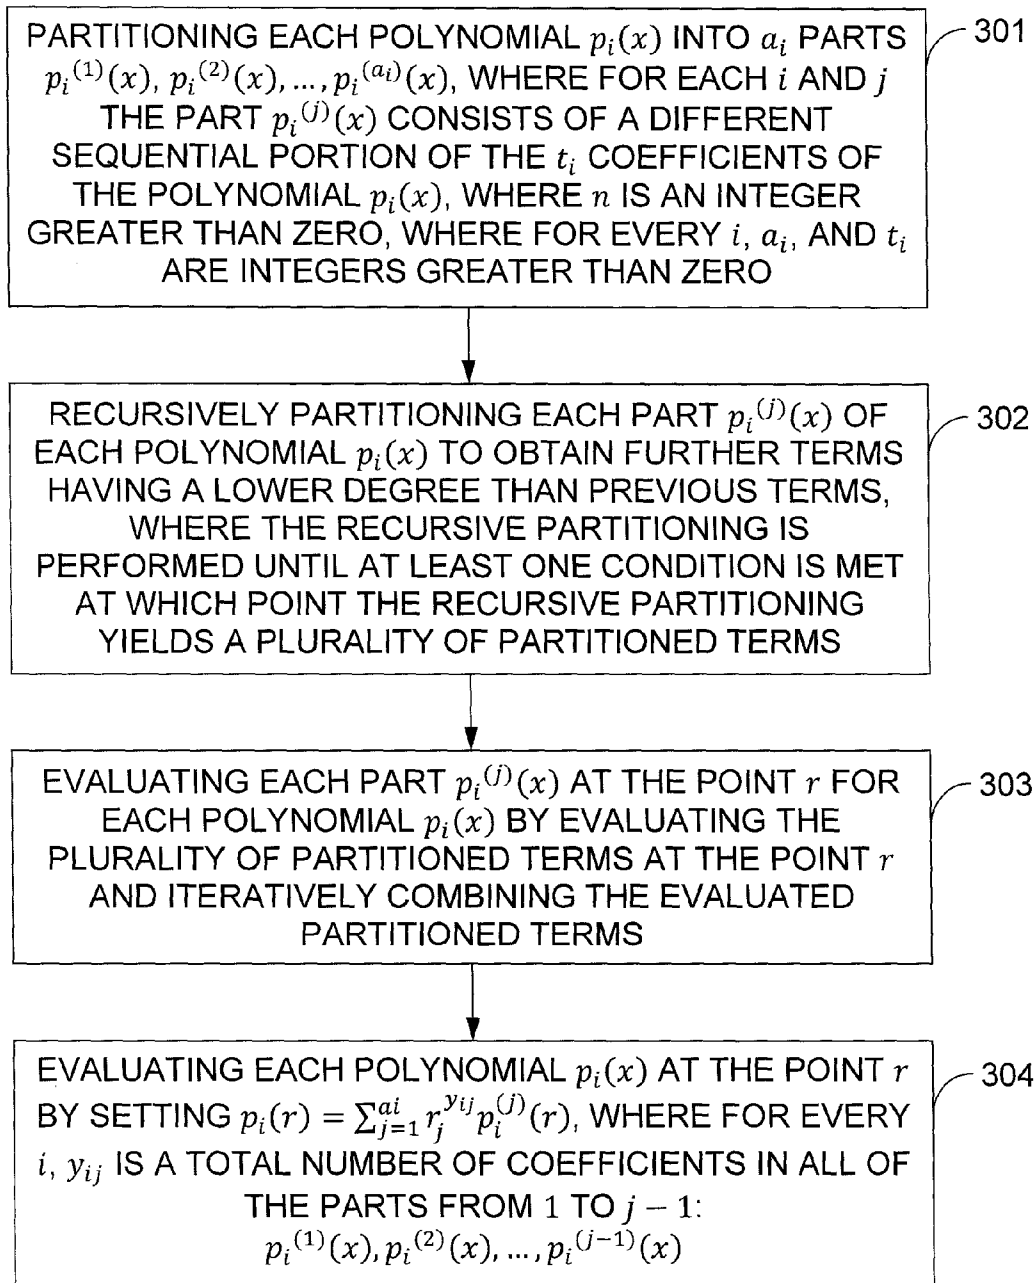 PARTITIONING EACH POLYNOMIAL pᵢ(x) INTO aᵢ PARTS
pᵢ⁽¹⁾(x), pᵢ⁽²⁾(x), ..., pᵢ⁽ᵃⁱ⁾(x), WHERE FOR EACH i AND j
THE PART pᵢ⁽ʲ⁾(x) CONSISTS OF A DIFFERENT
SEQUENTIAL PORTION OF THE tᵢ COEFFICIENTS OF
THE POLYNOMIAL pᵢ(x), WHERE n IS AN INTEGER
GREATER THAN ZERO, WHERE FOR EVERY i, aᵢ, AND tᵢ
ARE INTEGERS GREATER THAN ZERO
301
RECURSIVELY PARTITIONING EACH PART pᵢ⁽ʲ⁾(x) OF
EACH POLYNOMIAL pᵢ(x) TO OBTAIN FURTHER TERMS
HAVING A LOWER DEGREE THAN PREVIOUS TERMS,
WHERE THE RECURSIVE PARTITIONING IS
PERFORMED UNTIL AT LEAST ONE CONDITION IS MET
AT WHICH POINT THE RECURSIVE PARTITIONING
YIELDS A PLURALITY OF PARTITIONED TERMS
302
EVALUATING EACH PART pᵢ⁽ʲ⁾(x) AT THE POINT r FOR
EACH POLYNOMIAL pᵢ(x) BY EVALUATING THE
PLURALITY OF PARTITIONED TERMS AT THE POINT r
AND ITERATIVELY COMBINING THE EVALUATED
PARTITIONED TERMS
303
EVALUATING EACH POLYNOMIAL pᵢ(x) AT THE POINT r
BY SETTING pᵢ(r) = ∑_{j=1}^{ai} r_j^{y_{ij}} pᵢ⁽ʲ⁾(r), WHERE FOR EVERY
i, y_{ij} IS A TOTAL NUMBER OF COEFFICIENTS IN ALL OF
THE PARTS FROM 1 TO j − 1:
pᵢ⁽¹⁾(x), pᵢ⁽²⁾(x), ..., pᵢ⁽ʲ⁻¹⁾(x)
304